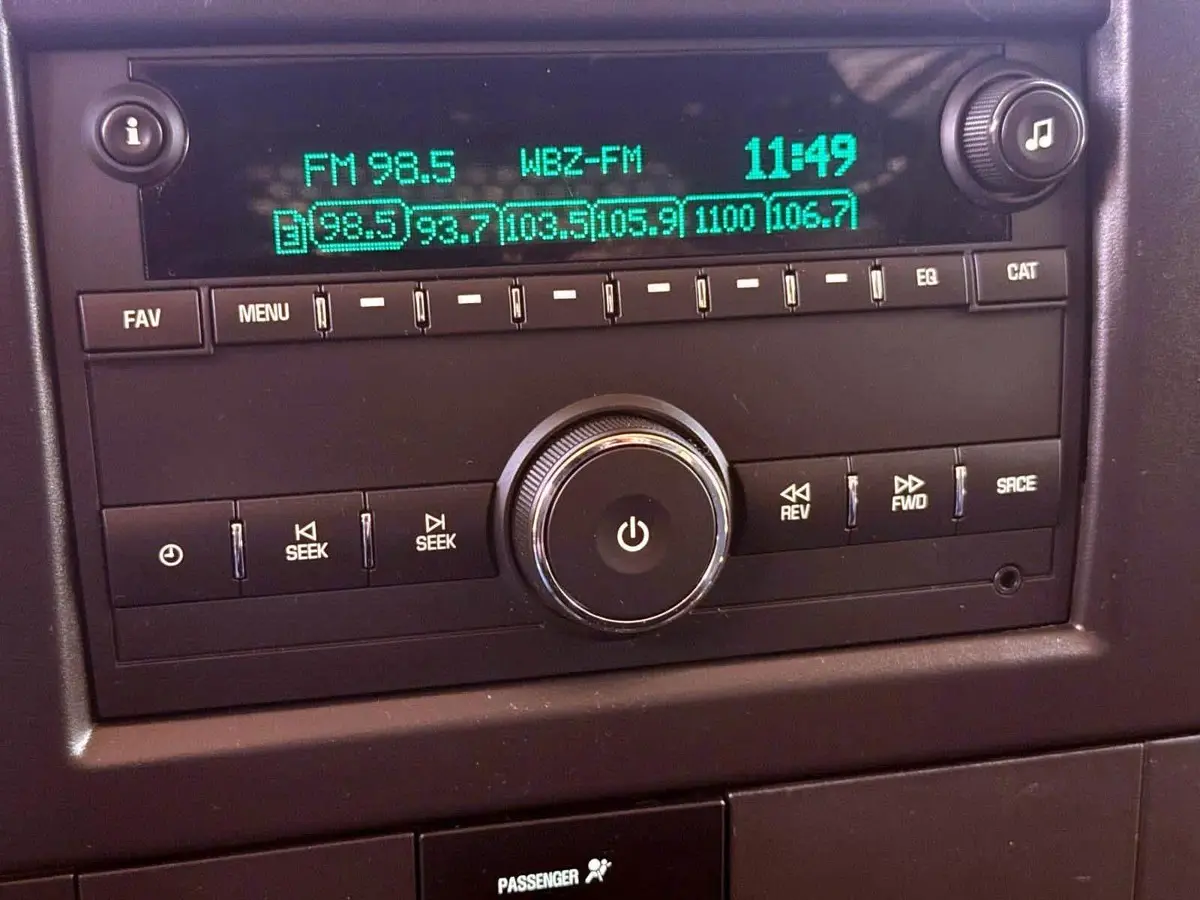 FM 98.5 WBZ-FM 11:49
98.5 93.7 103.5 105.9 1100 106.7
FAV MENU EQ CAT
SEEK SEEK REV FWD SRCE
PASSENGER